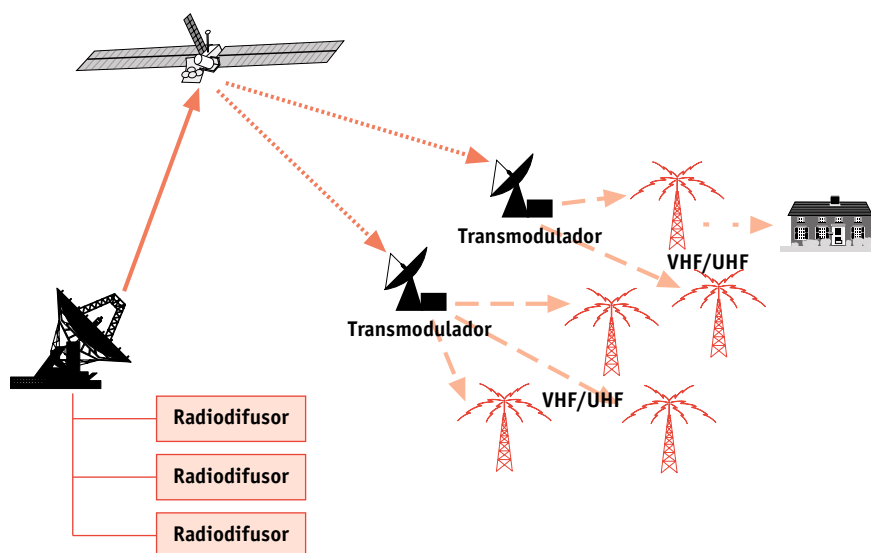 Transmodulador
VHF/UHF
Transmodulador
VHF/UHF
Radiodifusor
Radiodifusor
Radiodifusor